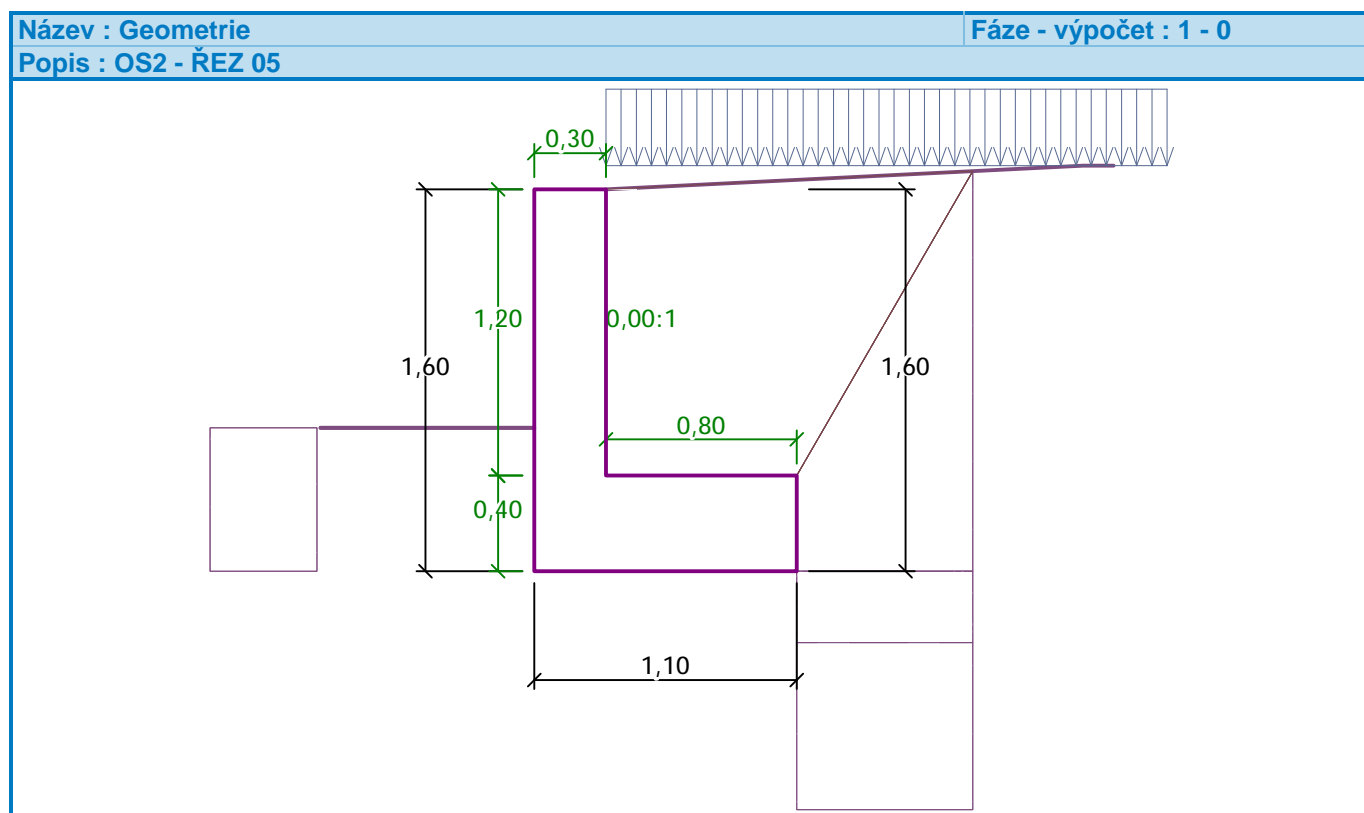 Název : Geometrie
Fáze - výpočet : 1 - 0
Popis : OS2 - ŘEZ 05
0,30
1,20
0,00:1
1,60
1,60
0,80
0,40
1,10